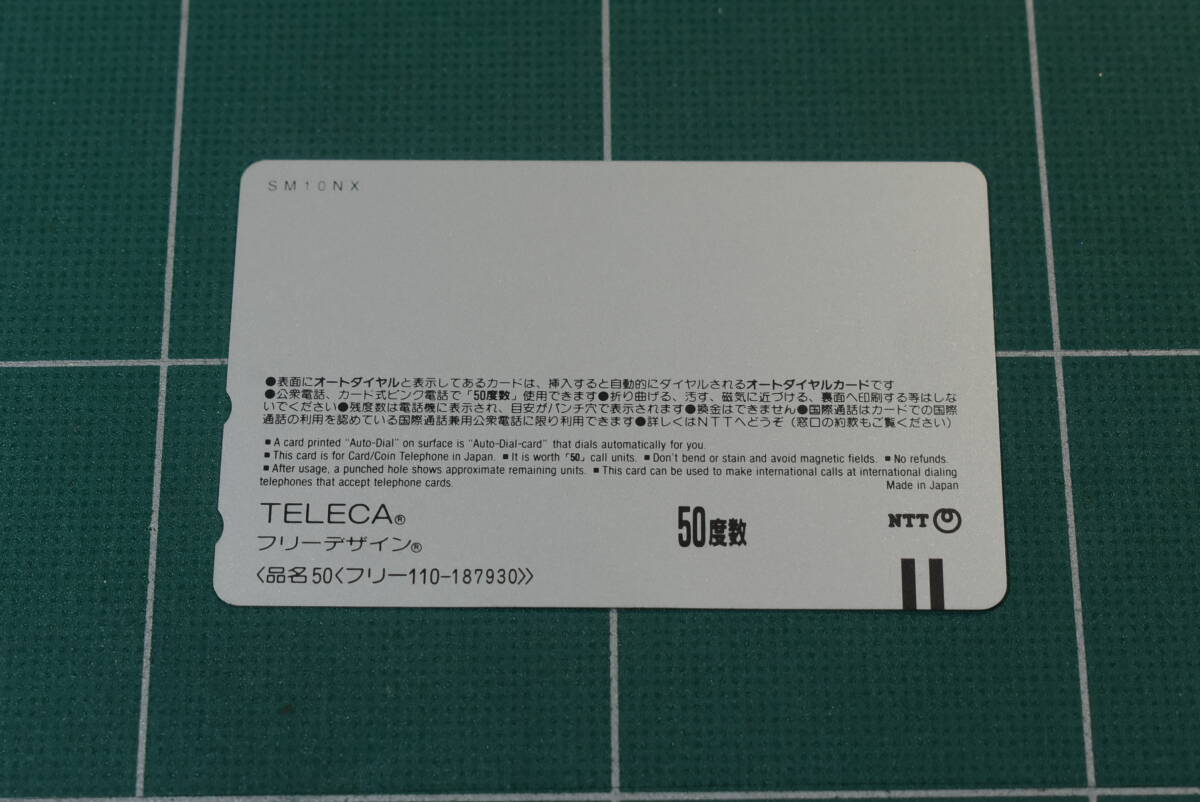 SM10NX
●表面にオートダイヤルと表示してあるカードは、挿入すると自動的にダイヤルされるオートダイヤルカードです
●公衆電話、カード式ピンク電話で「50度数」使用できます●折り曲げる、汚す、磁気に近づける、裏面へ印刷する等はしな
いでください●残度数は電話機に表示され、目安がパンチ穴で表示されます●換金はできません●国際通話はカードでの国際
通話の利用を認めている国際通話兼用公衆電話に限り利用できます●詳しくはNTTへどうぞ（窓口の約款もご覧ください）
■ A card printed "Auto-Dial" on surface is "Auto-Dial-card" that dials automatically for you.
■ This card is for Card/Coin Telephone in Japan. ■ It is worth「50」call units. ■ Don't bend or stain and avoid magnetic fields. ■ No refunds.
■ After usage, a punched hole shows approximate remaining units. ■ This card can be used to make international calls at international dialing
telephones that accept telephone cards. Made in Japan
TELECA®
フリーデザイン®
50度数
NTT
〈品名50〈フリー110-187930〉〉